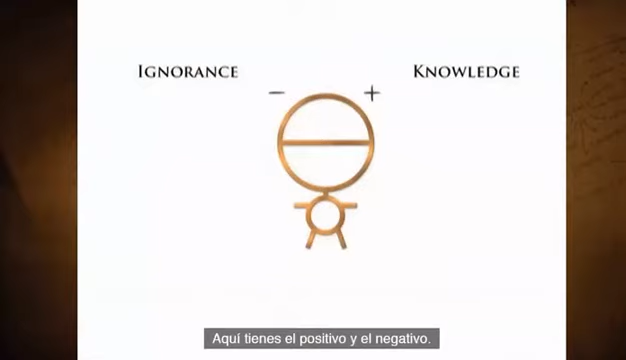 IGNORANCE
KNOWLEDGE
− +
Aquí tienes el positivo y el negativo.